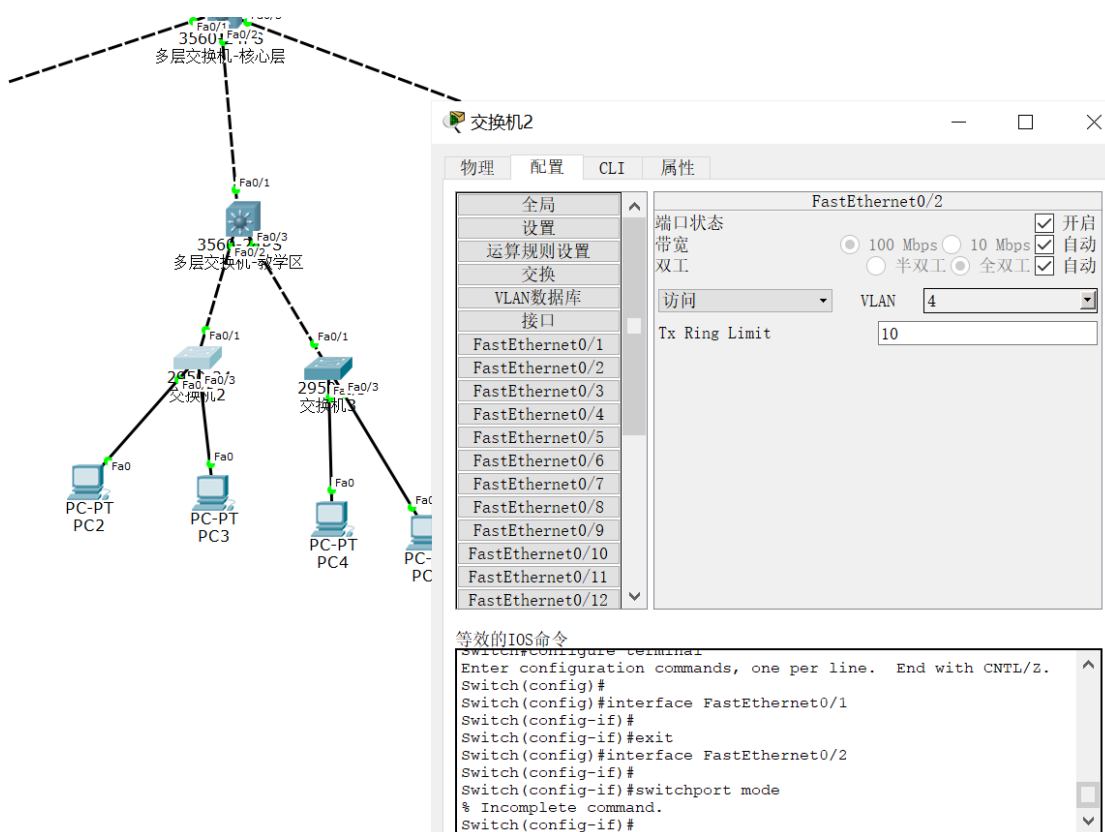 Fa0/1
Fa0/2
多层交换机-核心层
Fa0/1
Fa0/3
Fa0/2
多层交换机-教学区
Fa0/1
Fa0/1
Fa0/3
交换机2
Fa0/3
交换机3
Fa0
PC-PT
PC2
Fa0
PC-PT
PC3
Fa0
PC-PT
PC4
交换机2
物理 配置 CLI 属性
全局
设置
运算规则设置
交换
VLAN数据库
接口
FastEthernet0/1
FastEthernet0/2
FastEthernet0/3
FastEthernet0/4
FastEthernet0/5
FastEthernet0/6
FastEthernet0/7
FastEthernet0/8
FastEthernet0/9
FastEthernet0/10
FastEthernet0/11
FastEthernet0/12
FastEthernet0/2
端口状态 开启
带宽 100 Mbps 10 Mbps 自动
双工 半双工 全双工 自动
访问 VLAN 4
Tx Ring Limit 10
等效的IOS命令
Switch#configure terminal
Enter configuration commands, one per line. End with CNTL/Z.
Switch(config)#
Switch(config)#interface FastEthernet0/1
Switch(config-if)#
Switch(config-if)#exit
Switch(config)#interface FastEthernet0/2
Switch(config-if)#
Switch(config-if)#switchport mode
% Incomplete command.
Switch(config-if)#